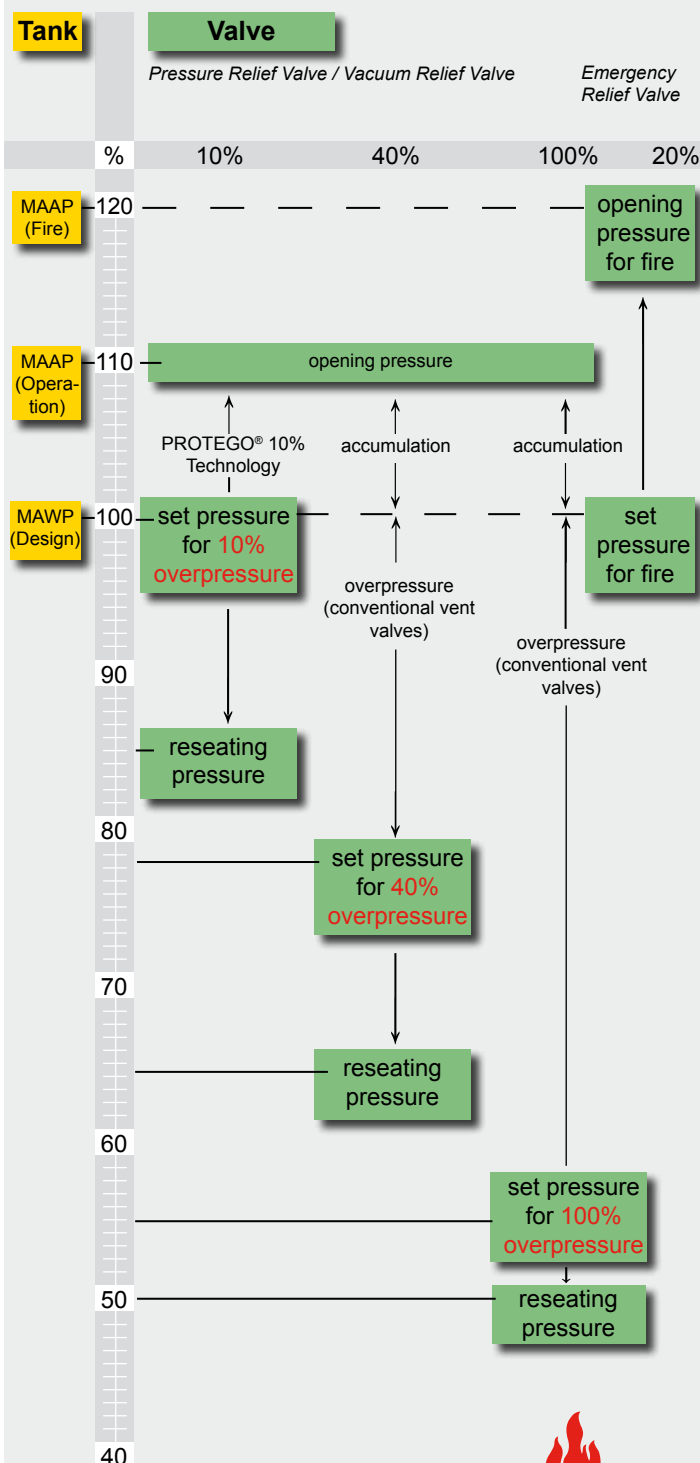 Tank
Valve
Pressure Relief Valve / Vacuum Relief Valve
Emergency
Relief Valve
% 10% 40% 100% 20%
MAAP
(Fire)
120
opening
pressure
for fire
MAAP
(Opera-
tion)
110
opening pressure
PROTEGO® 10%
Technology
accumulation
accumulation
MAWP
(Design)
100
set pressure
for 10%
overpressure
set
pressure
for fire
overpressure
(conventional vent
valves)
overpressure
(conventional vent
valves)
90
reseating
pressure
80
set pressure
for 40%
overpressure
70
reseating
pressure
60
set pressure
for 100%
overpressure
50
reseating
pressure
40